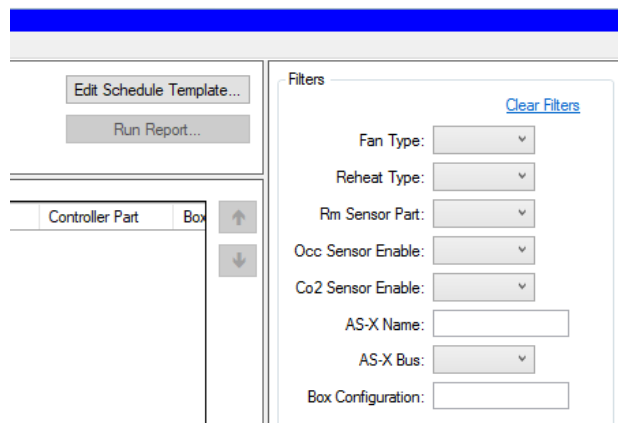 Edit Schedule Template...
Run Report...
Controller Part Box
Filters
Clear Filters
Fan Type:
Reheat Type:
Rm Sensor Part:
Occ Sensor Enable:
Co2 Sensor Enable:
AS-X Name:
AS-X Bus:
Box Configuration: